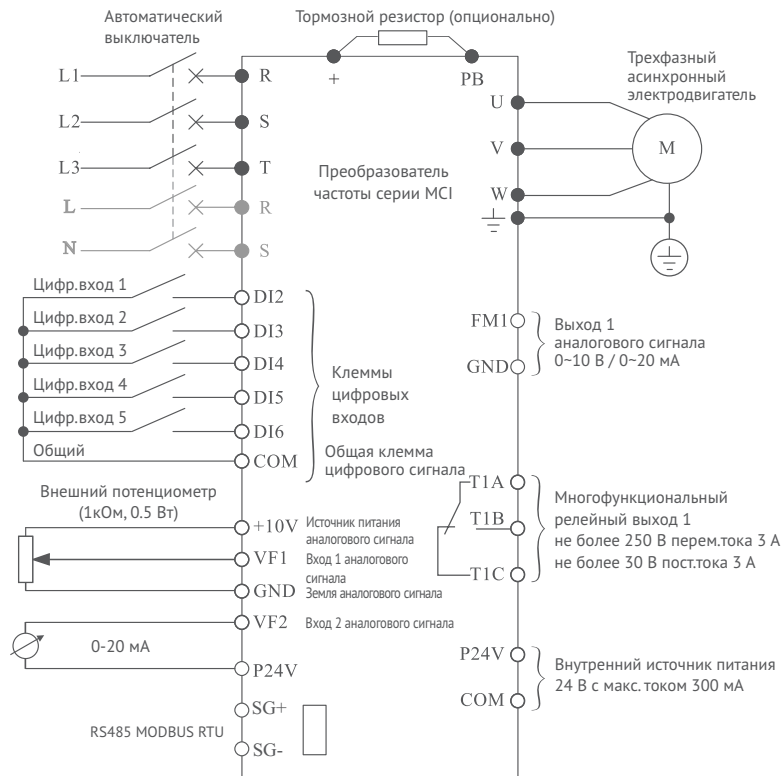 Автоматический
выключатель
Тормозной резистор (опционально)
+
PB
L1
R
L2
S
L3
T
L
R
N
S
Преобразователь
частоты серии MCI
U
V
W
Трехфазный
асинхронный
электродвигатель
M
Цифр.вход 1
DI2
Цифр.вход 2
DI3
Цифр.вход 3
DI4
Цифр.вход 4
DI5
Цифр.вход 5
DI6
Общий
COM
Клеммы
цифровых
входов
Общая клемма
цифрового сигнала
FM1
GND
Выход 1
аналогового сигнала
0~10 В / 0~20 мА
Внешний потенциометр
(1кОм, 0.5 Вт)
+10V
Источник питания
аналогового сигнала
VF1
Вход 1 аналогового
сигнала
GND
Земля аналогового сигнала
VF2
Вход 2 аналогового сигнала
0-20 мА
P24V
SG+
RS485 MODBUS RTU
SG-
T1A
T1B
T1C
Многофункциональный
релейный выход 1
не более 250 В перем.тока 3 А
не более 30 В пост.тока 3 А
P24V
COM
Внутренний источник питания
24 В с макс. током 300 мА